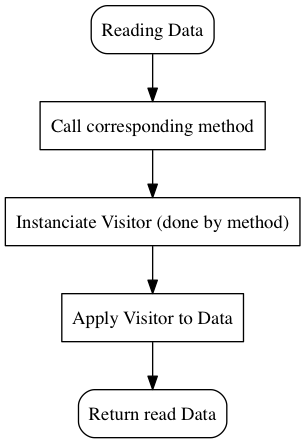 Reading Data
Call corresponding method
Instanciate Visitor (done by method)
Apply Visitor to Data
Return read Data